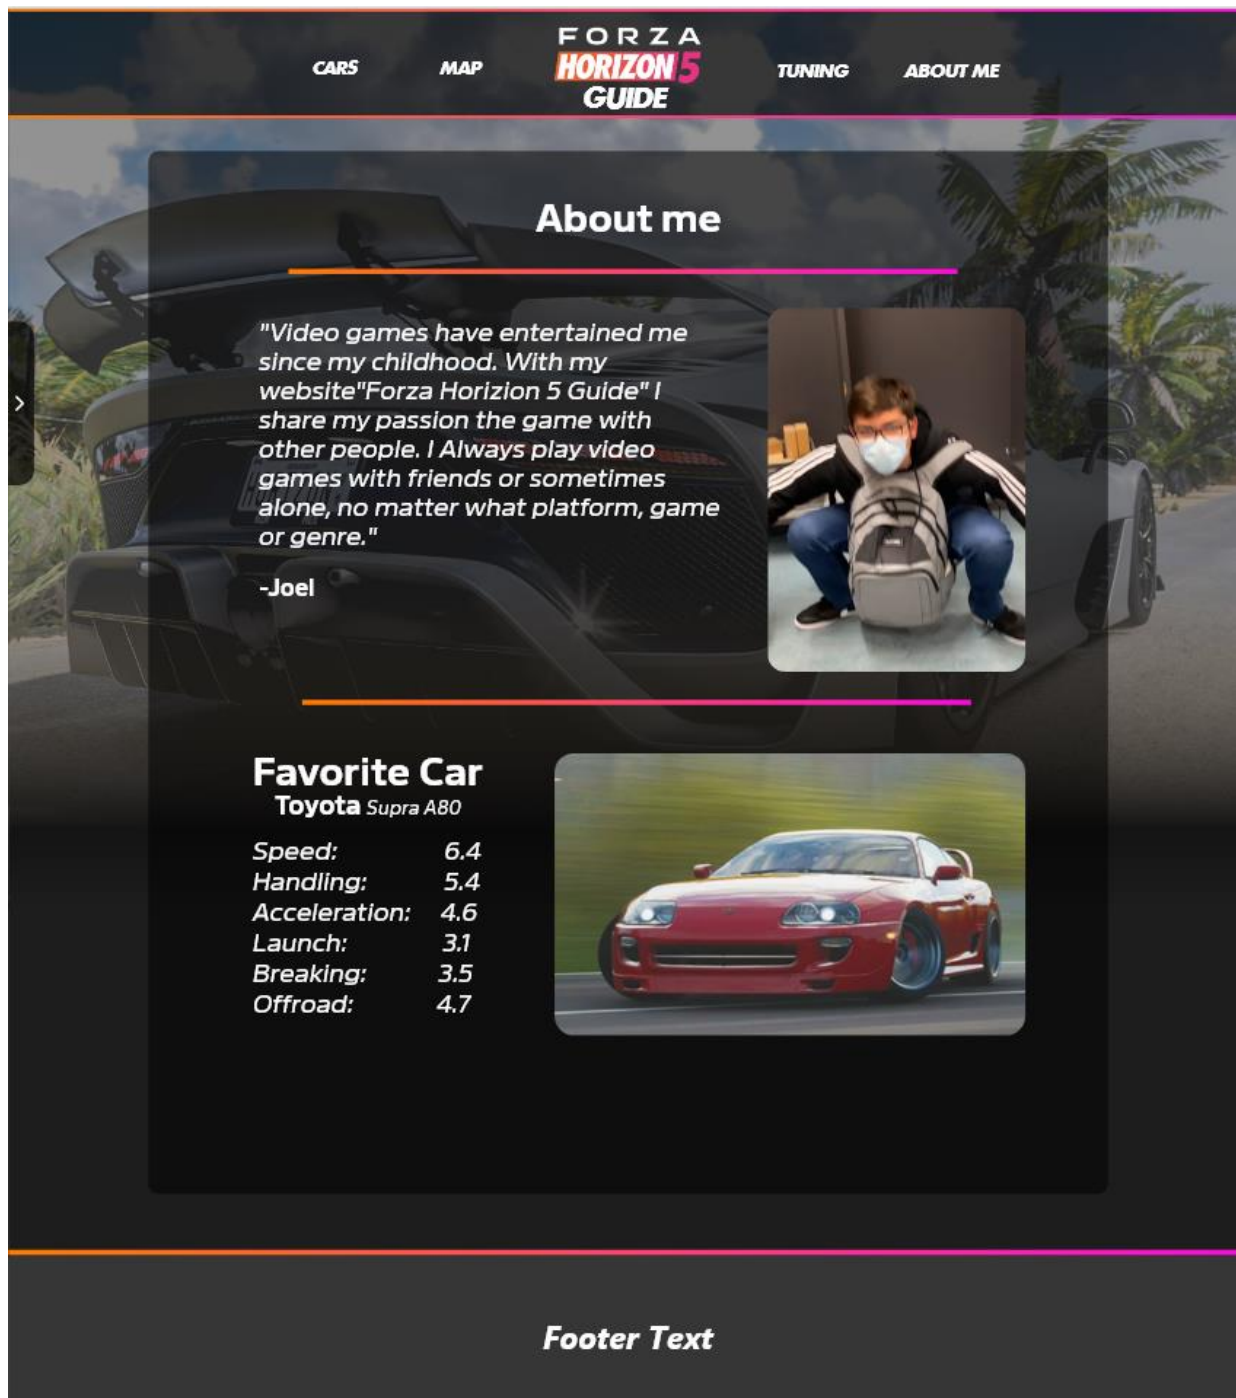 CARS MAP FORZA HORIZON 5 GUIDE TUNING ABOUT ME
About me
"Video games have entertained me
since my childhood. With my
website"Forza Horizion 5 Guide" I
share my passion the game with
other people. I Always play video
games with friends or sometimes
alone, no matter what platform, game
or genre."
-Joel
Favorite Car
Toyota Supra A80
Speed: 6.4
Handling: 5.4
Acceleration: 4.6
Launch: 3.1
Breaking: 3.5
Offroad: 4.7
Footer Text